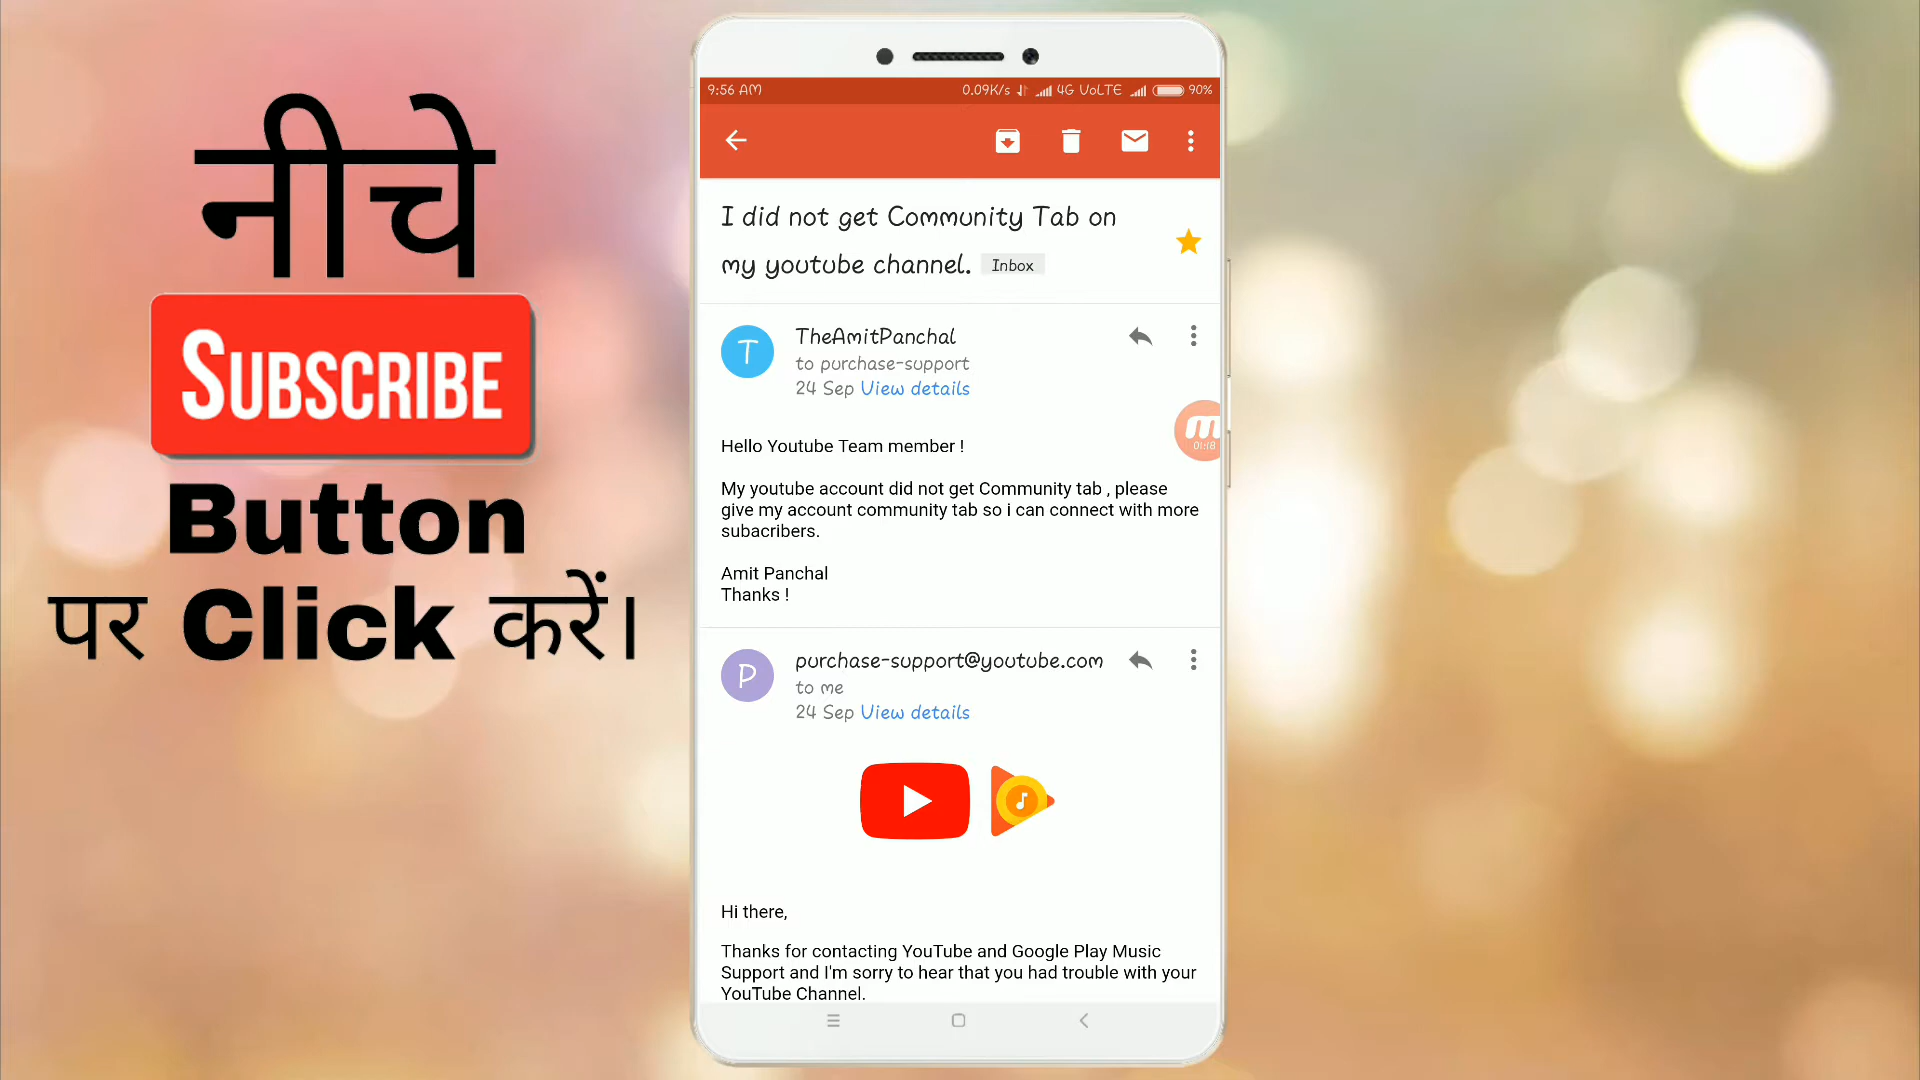 नीचे
SUBSCRIBE
Button
पर Click करें।
9:56 AM
0.09K/s 4G VoLTE 90%
I did not get Community Tab on
my youtube channel. Inbox
T
TheAmitPanchal
to purchase-support
24 Sep View details
01:18
Hello Youtube Team member !
My youtube account did not get Community tab , please
give my account community tab so i can connect with more
subacribers.
Amit Panchal
Thanks !
P
purchase-support@youtube.com
to me
24 Sep View details
Hi there,
Thanks for contacting YouTube and Google Play Music
Support and I'm sorry to hear that you had trouble with your
YouTube Channel.